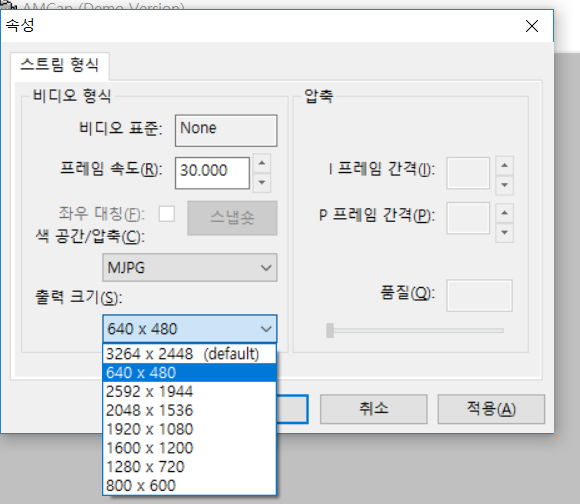 AMCap (Demo Version)
속성
스트림 형식
비디오 형식
비디오 표준: None
프레임 속도(R): 30.000
좌우 대칭(F): 스냅숏
색 공간/압축(C):
MJPG
출력 크기(S):
640 x 480
3264 x 2448 (default)
640 x 480
2592 x 1944
2048 x 1536
1920 x 1080
1600 x 1200
1280 x 720
800 x 600
압축
I 프레임 간격(I):
P 프레임 간격(P):
품질(Q):
취소 적용(A)